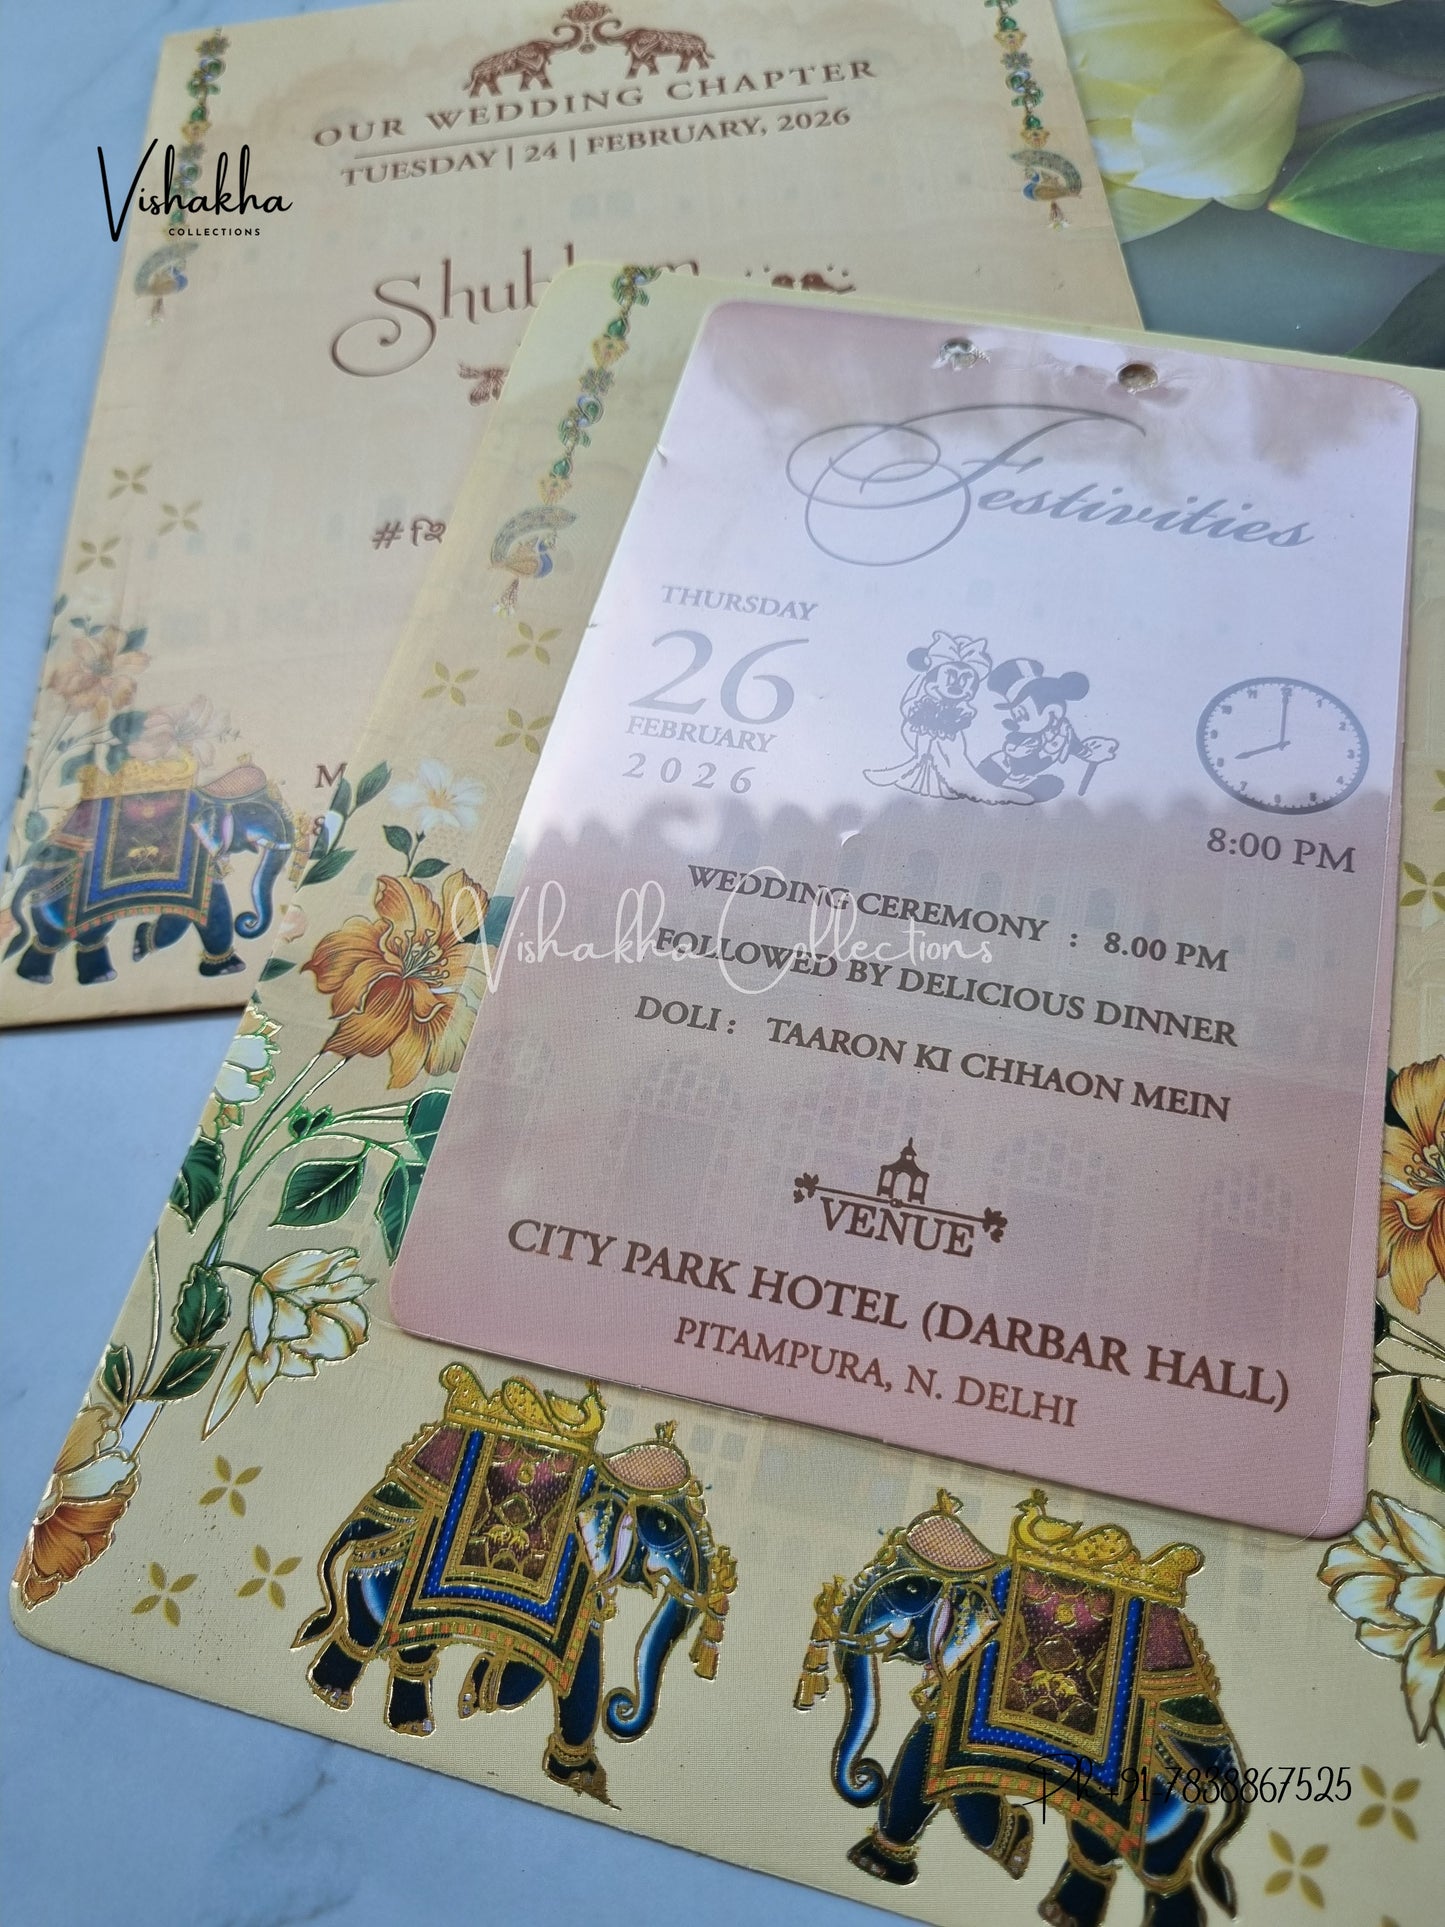 OUR WEDDING CHAPTER
TUESDAY | 24 | FEBRUARY, 2026
Vishakha
COLLECTIONS
Festivities
THURSDAY
26
FEBRUARY
2026
8:00 PM
WEDDING CEREMONY : 8.00 PM
FOLLOWED BY DELICIOUS DINNER
DOLI : TAARON KI CHHAON MEIN
Vishakha Collections
VENUE
CITY PARK HOTEL (DARBAR HALL)
PITAMPURA, N. DELHI
Ph:+91-7838867525